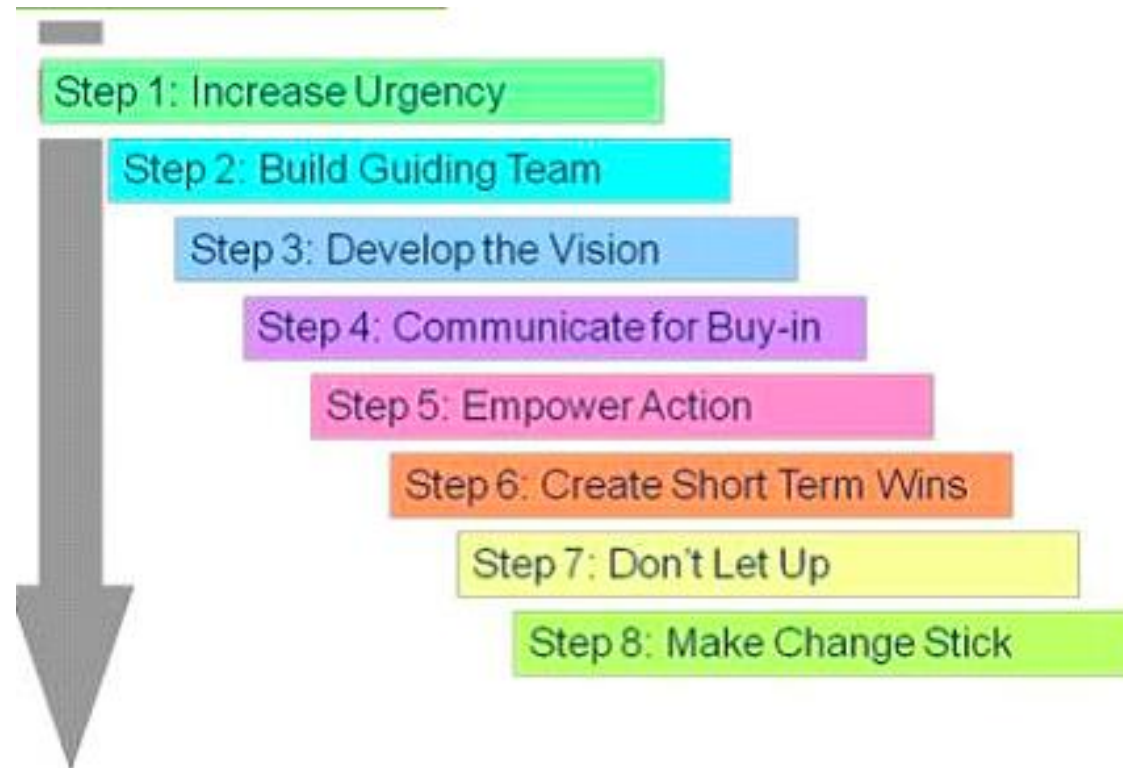 Step 1: Increase Urgency
Step 2: Build Guiding Team
Step 3: Develop the Vision
Step 4: Communicate for Buy-in
Step 5: Empower Action
Step 6: Create Short Term Wins
Step 7: Don't Let Up
Step 8: Make Change Stick